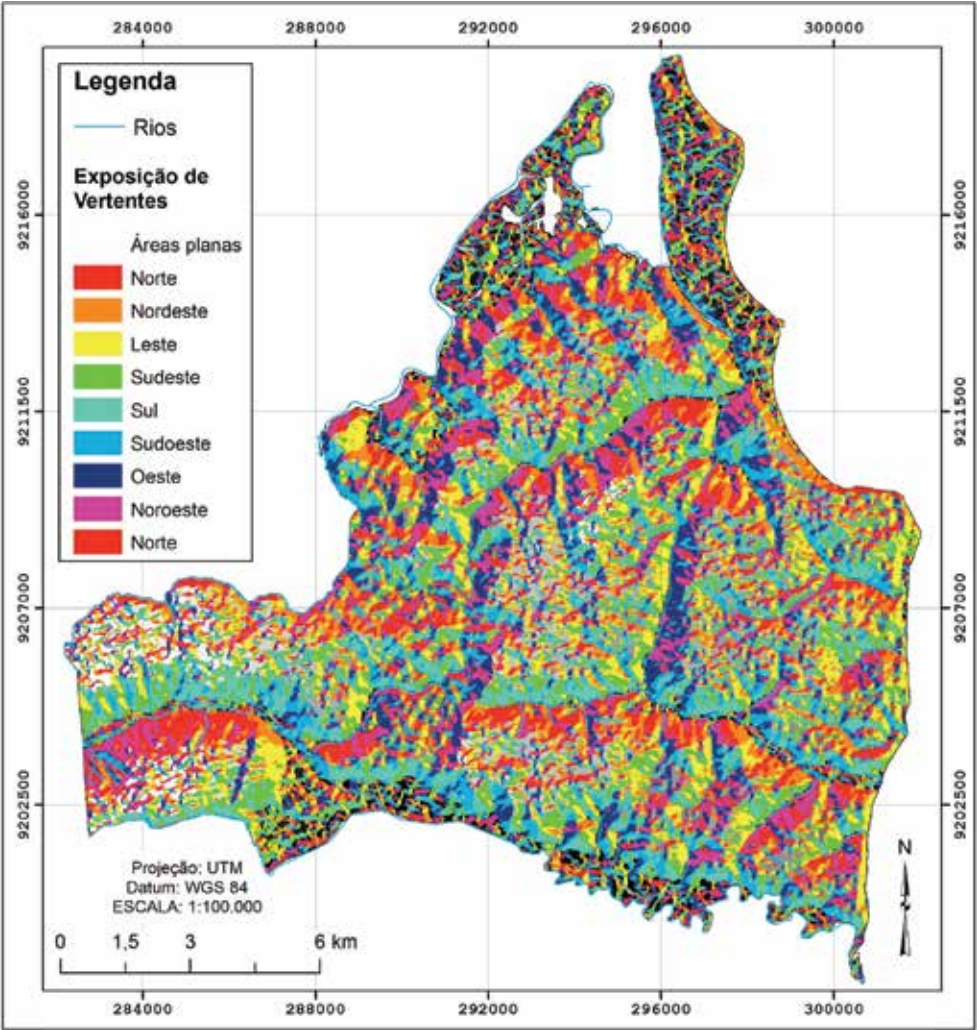 284000 288000 292000 296000 300000
Legenda
Rios
Exposição de
Vertentes
Áreas planas
Norte
Nordeste
Leste
Sudeste
Sul
Sudoeste
Oeste
Noroeste
Norte
9216000
9211500
9207000
9202500
9216000
9211500
9207000
9202500
Projeção: UTM
Datum: WGS 84
ESCALA: 1:100.000
0 1,5 3 6 km
N
284000 288000 292000 296000 300000